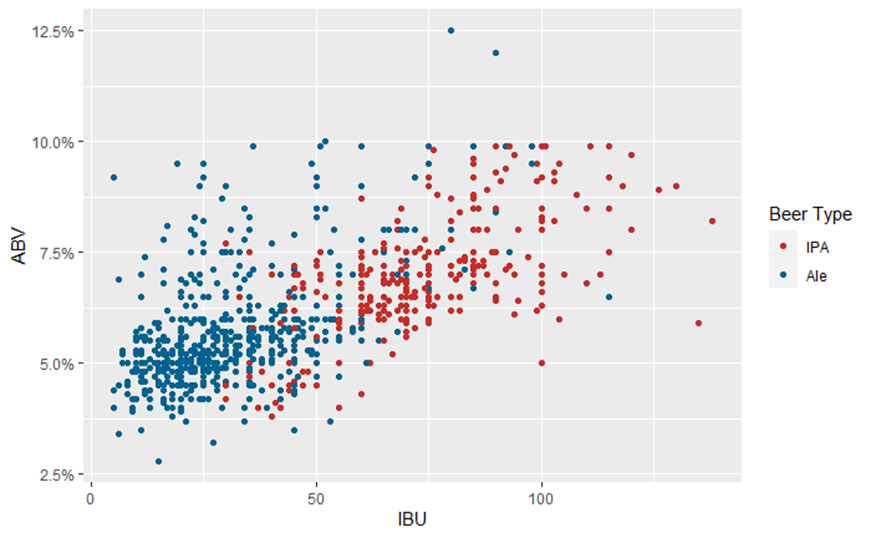 12.5%
10.0%
7.5%
5.0%
2.5%
ABV
0 50 100
IBU
Beer Type
IPA
Ale